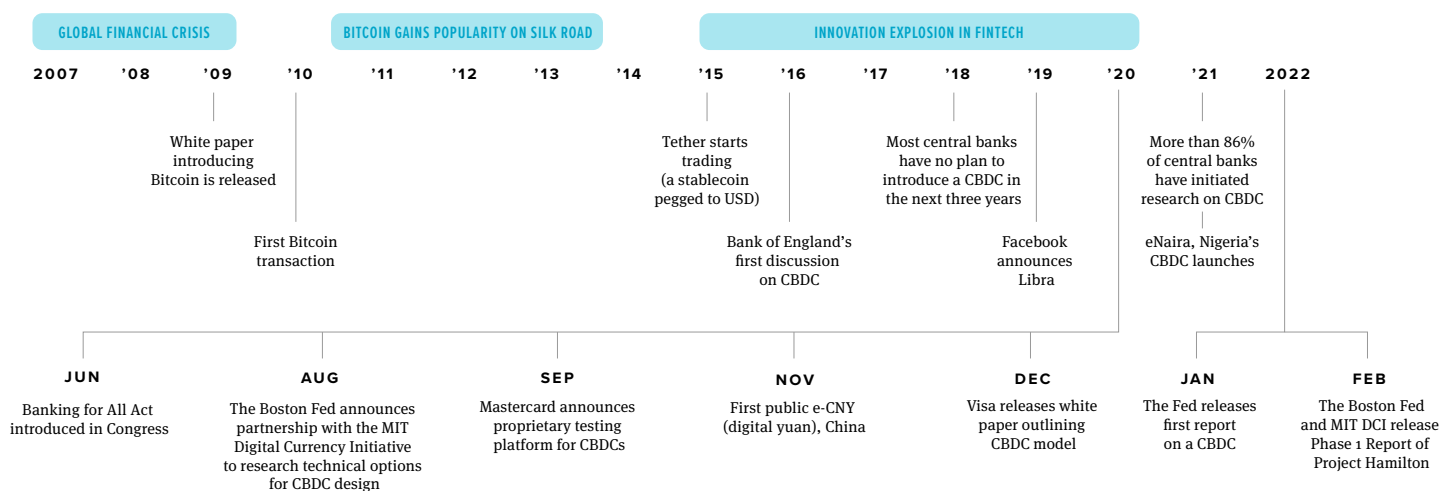 GLOBAL FINANCIAL CRISIS
BITCOIN GAINS POPULARITY ON SILK ROAD
INNOVATION EXPLOSION IN FINTECH
2007 ’08 ’09 ’10 ’11 ’12 ’13 ’14 ’15 ’16 ’17 ’18 ’19 ’20 ’21 2022
White paper
introducing
Bitcoin is released
First Bitcoin
transaction
Tether starts
trading
(a stablecoin
pegged to USD)
Bank of England’s
first discussion
on CBDC
Most central banks
have no plan to
introduce a CBDC in
the next three years
Facebook
announces
Libra
More than 86%
of central banks
have initiated
research on CBDC
eNaira, Nigeria’s
CBDC launches
JUN
Banking for All Act
introduced in Congress
AUG
The Boston Fed announces
partnership with the MIT
Digital Currency Initiative
to research technical options
for CBDC design
SEP
Mastercard announces
proprietary testing
platform for CBDCs
NOV
First public e-CNY
(digital yuan), China
DEC
Visa releases white
paper outlining
CBDC model
JAN
The Fed releases
first report
on a CBDC
FEB
The Boston Fed
and MIT DCI release
Phase 1 Report of
Project Hamilton